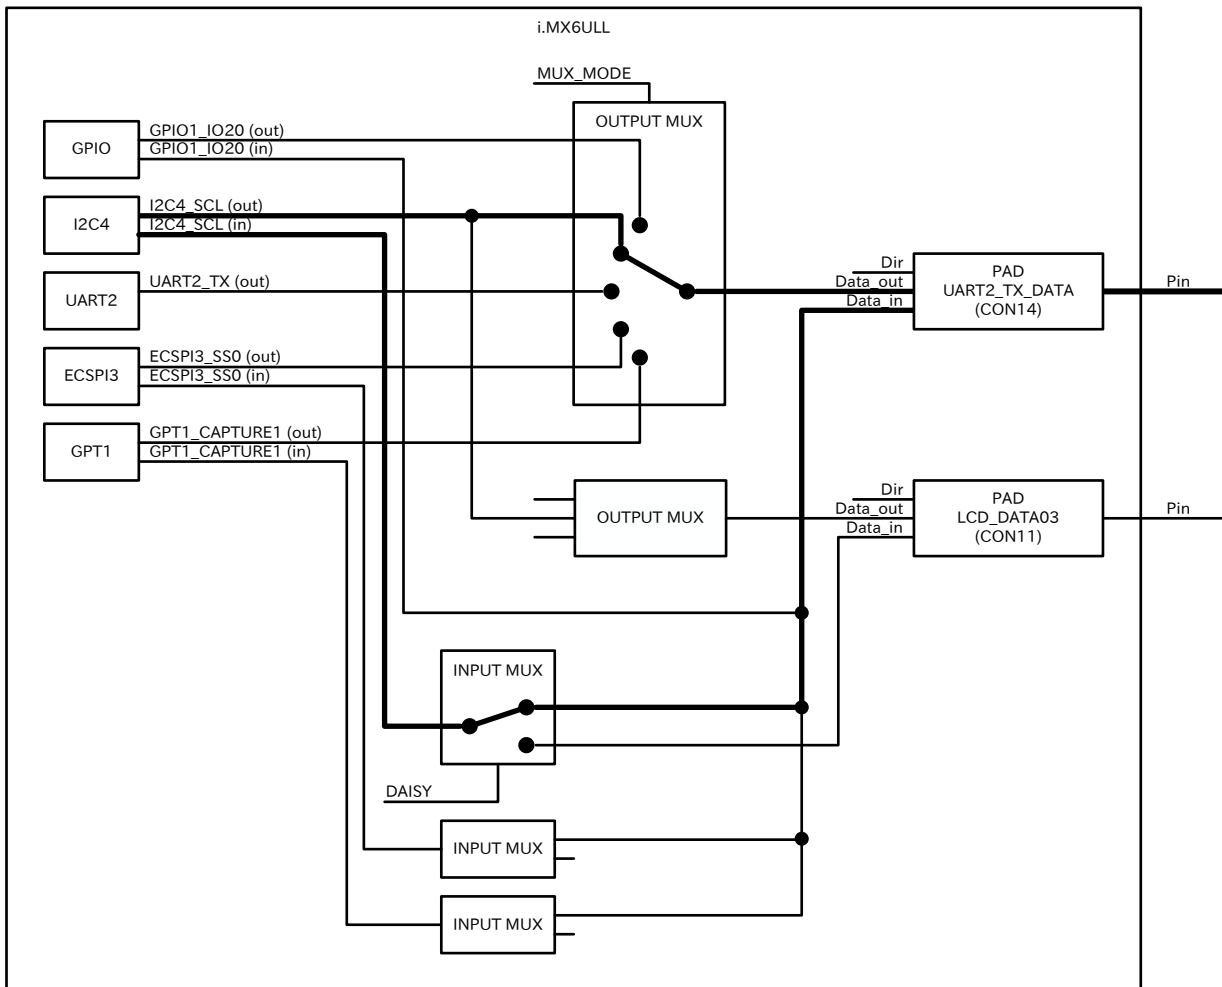 i.MX6ULL
MUX_MODE
OUTPUT MUX
GPIO
GPIO1_IO20 (out)
GPIO1_IO20 (in)
I2C4
I2C4_SCL (out)
I2C4_SCL (in)
UART2
UART2_TX (out)
ECSPI3
ECSPI3_SS0 (out)
ECSPI3_SS0 (in)
GPT1
GPT1_CAPTURE1 (out)
GPT1_CAPTURE1 (in)
Dir
Data_out
Data_in
PAD
UART2_TX_DATA
(CON14)
Pin
OUTPUT MUX
Dir
Data_out
Data_in
PAD
LCD_DATA03
(CON11)
Pin
INPUT MUX
DAISY
INPUT MUX
INPUT MUX